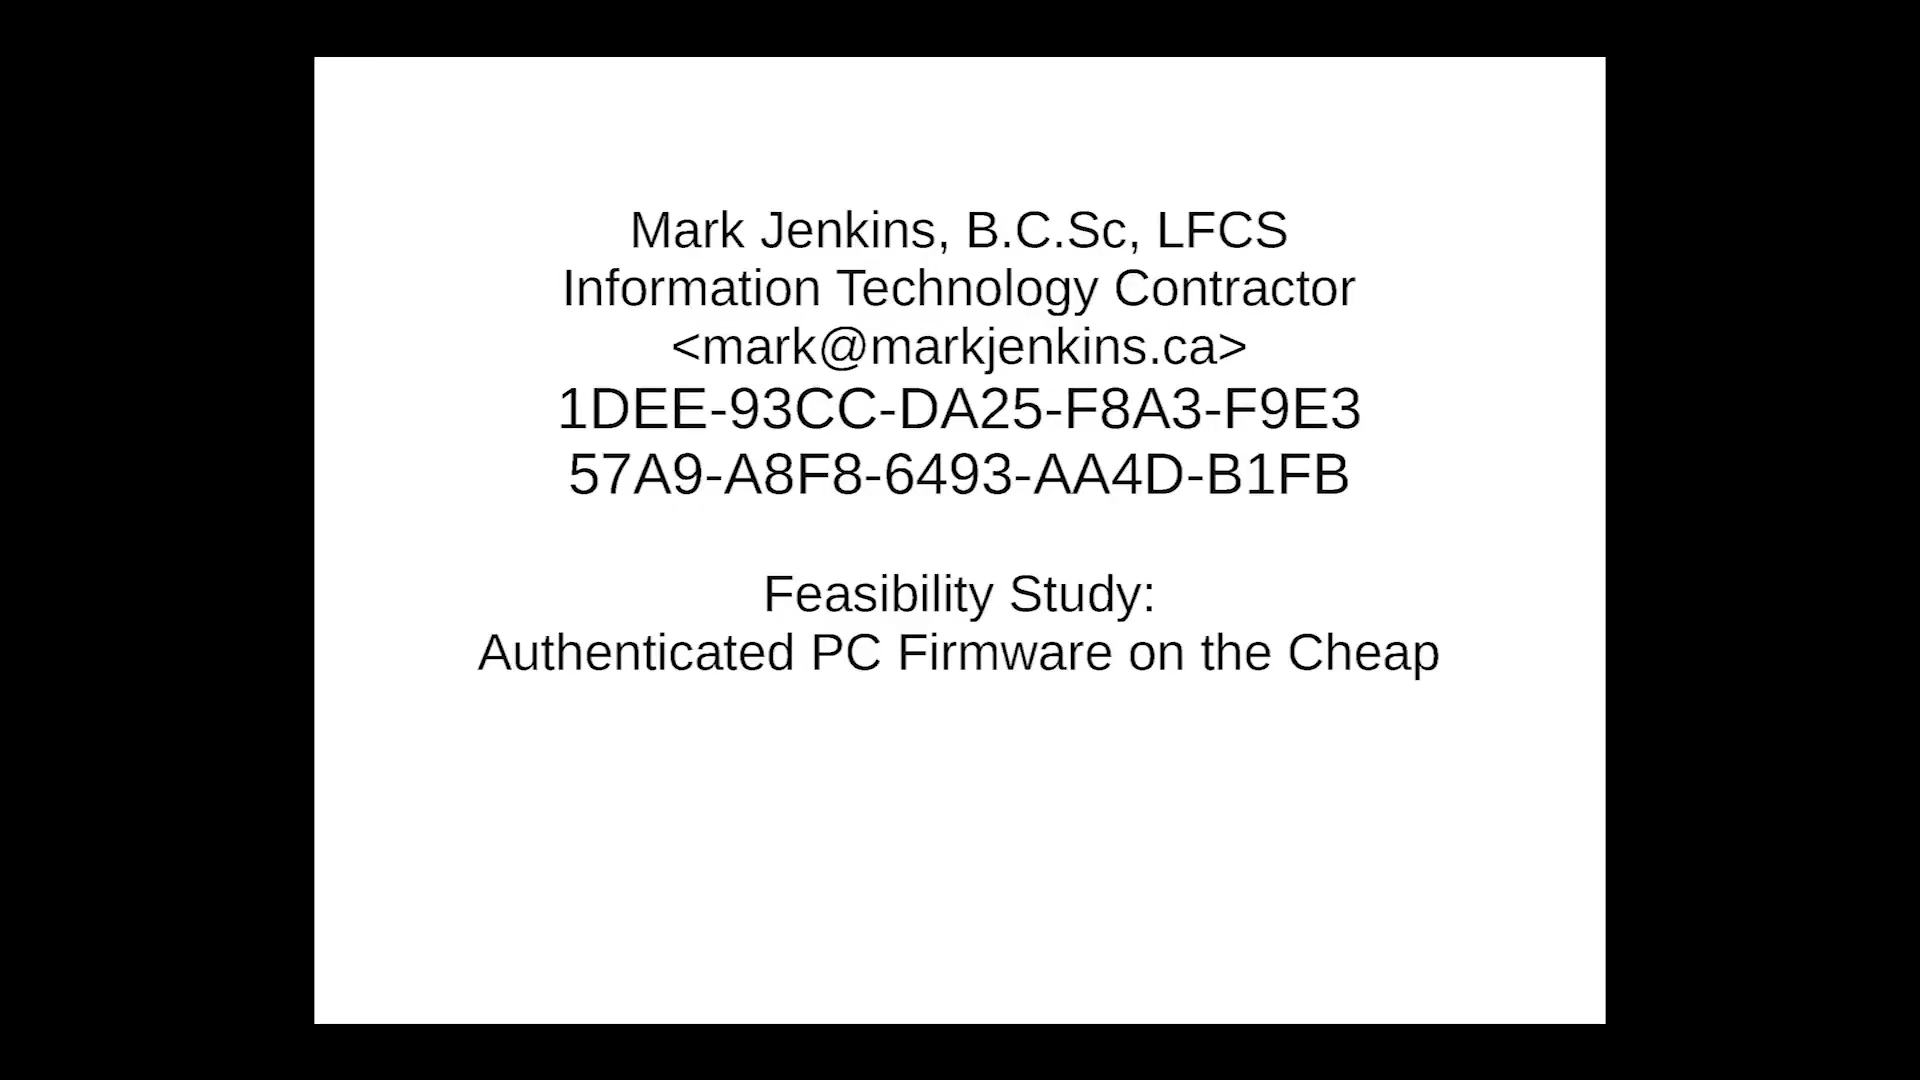 Mark Jenkins, B.C.Sc, LFCS
Information Technology Contractor
<mark@markjenkins.ca>
1DEE-93CC-DA25-F8A3-F9E3
57A9-A8F8-6493-AA4D-B1FB
Feasibility Study:
Authenticated PC Firmware on the Cheap